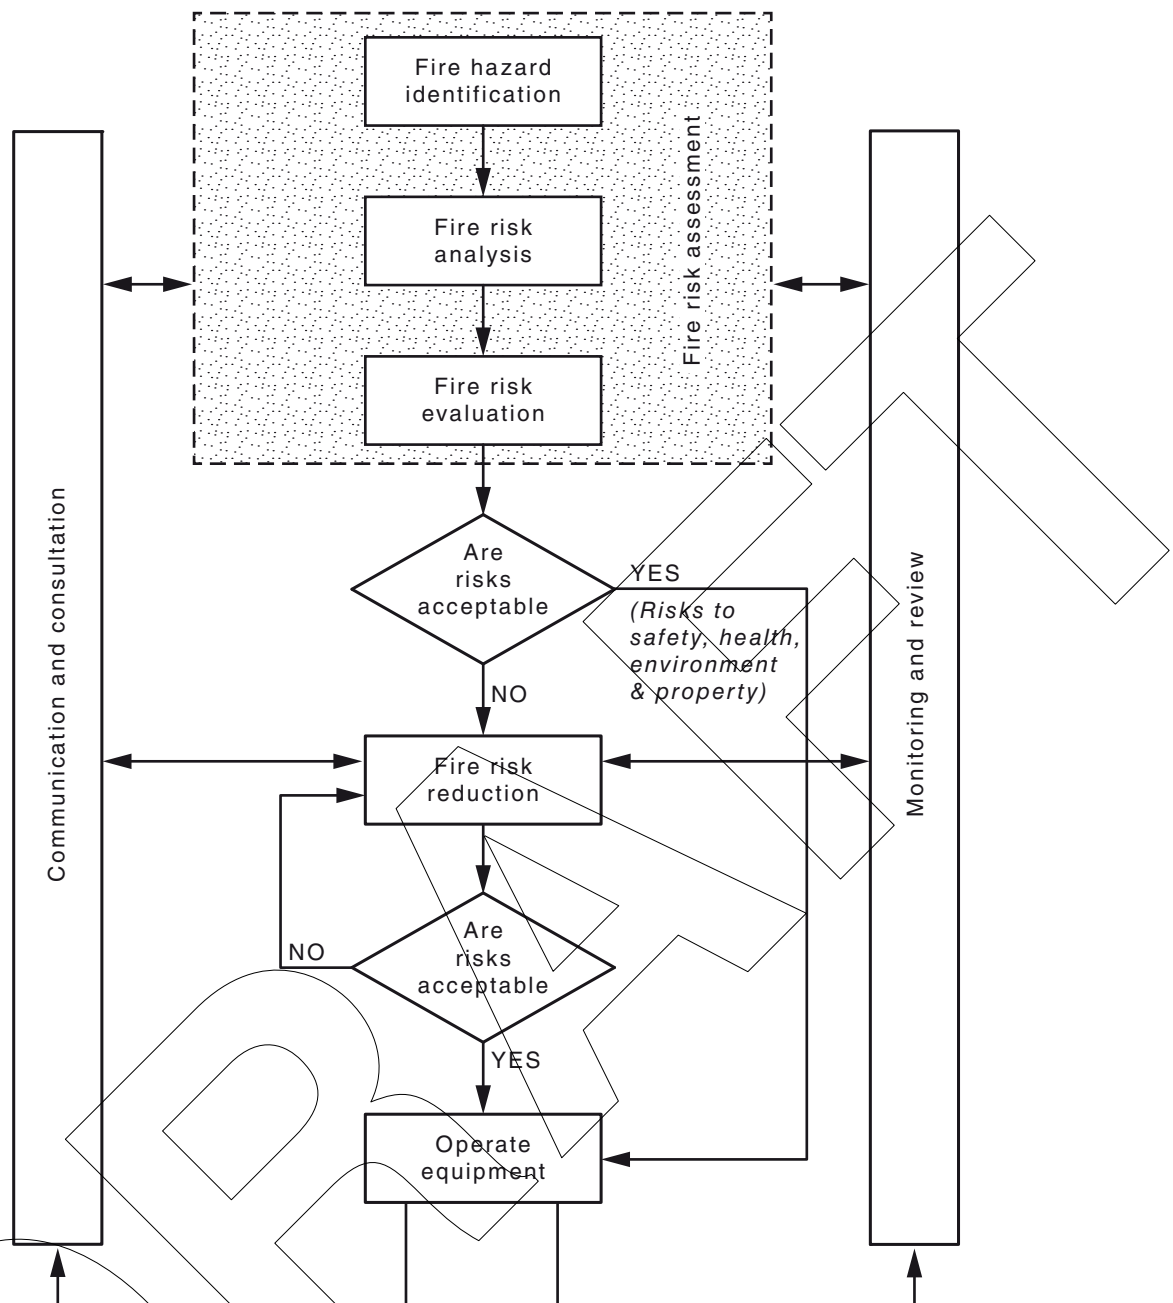 Fire hazard
identification
Fire risk assessment
Fire risk
analysis
Fire risk
evaluation
Communication and consultation
Monitoring and review
Are
risks
acceptable
YES
(Risks to
safety, health,
environment
& property)
NO
Fire risk
reduction
Are
risks
acceptable
NO
YES
Operate
equipment
DRAFT